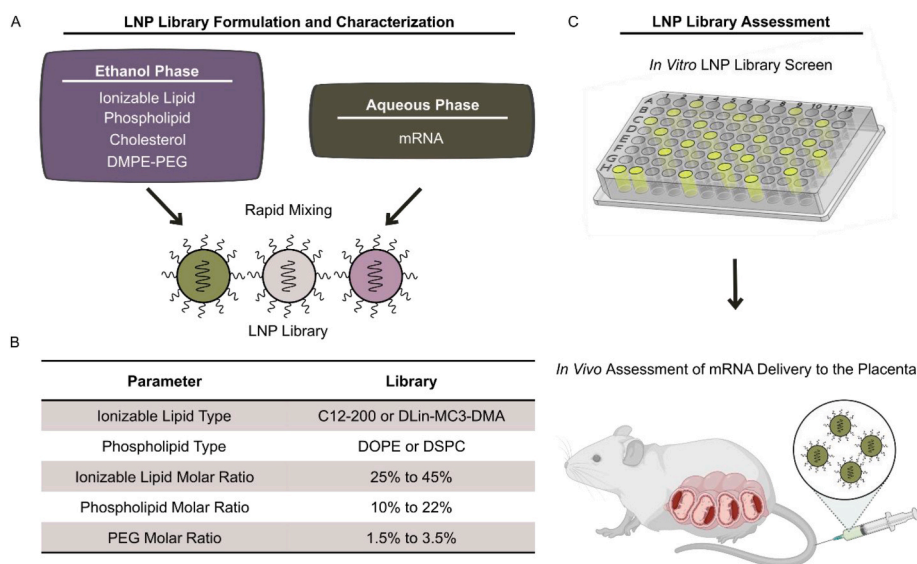 A
LNP Library Formulation and Characterization
Ethanol Phase
Ionizable Lipid
Phospholipid
Cholesterol
DMPE-PEG
Aqueous Phase
mRNA
Rapid Mixing
LNP Library
B
Parameter Library
Ionizable Lipid Type C12-200 or DLin-MC3-DMA
Phospholipid Type DOPE or DSPC
Ionizable Lipid Molar Ratio 25% to 45%
Phospholipid Molar Ratio 10% to 22%
PEG Molar Ratio 1.5% to 3.5%
C
LNP Library Assessment
In Vitro LNP Library Screen
1 2 3 4 5 6 7 8 9 10 11 12
A
B
C
D
E
F
G
H
In Vivo Assessment of mRNA Delivery to the Placenta